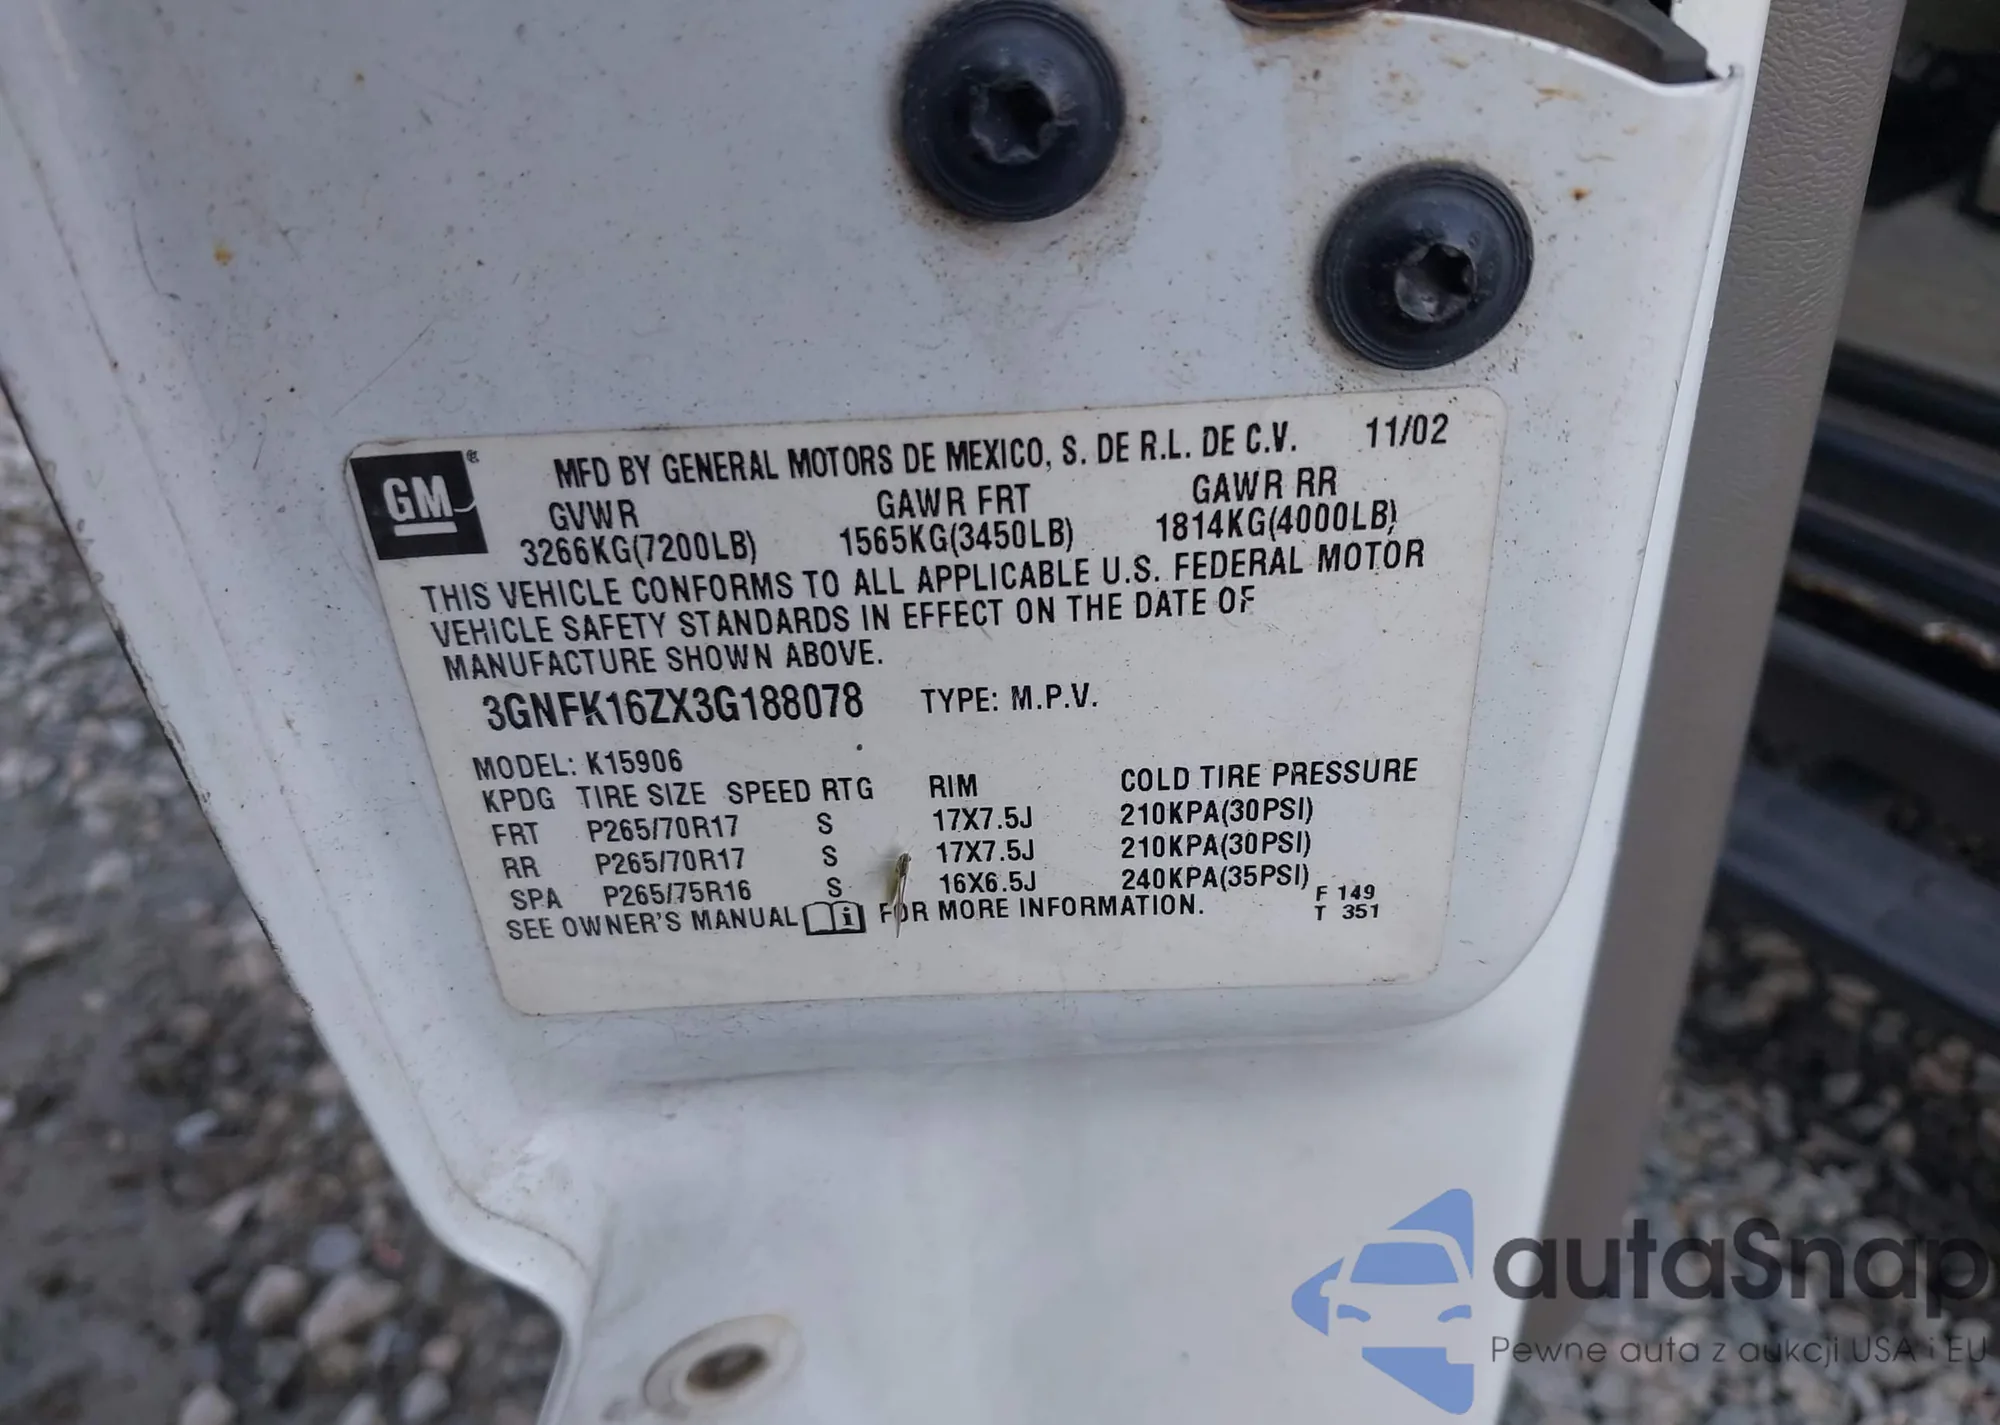 GM ®
MFD BY GENERAL MOTORS DE MEXICO, S. DE R.L. DE C.V. 11/02
GVWR GAWR FRT GAWR RR
3266KG(7200LB) 1565KG(3450LB) 1814KG(4000LB)
THIS VEHICLE CONFORMS TO ALL APPLICABLE U.S. FEDERAL MOTOR
VEHICLE SAFETY STANDARDS IN EFFECT ON THE DATE OF
MANUFACTURE SHOWN ABOVE.
3GNFK16ZX3G188078 TYPE: M.P.V.
MODEL: K15906
KPDG TIRE SIZE SPEED RTG RIM COLD TIRE PRESSURE
FRT P265/70R17 S 17X7.5J 210KPA(30PSI)
RR P265/70R17 S 17X7.5J 210KPA(30PSI)
SPA P265/75R16 S 16X6.5J 240KPA(35PSI)
SEE OWNER'S MANUAL i FOR MORE INFORMATION.
F 149
T 351
autaSnap
Pewne auta z aukcji USA i EU